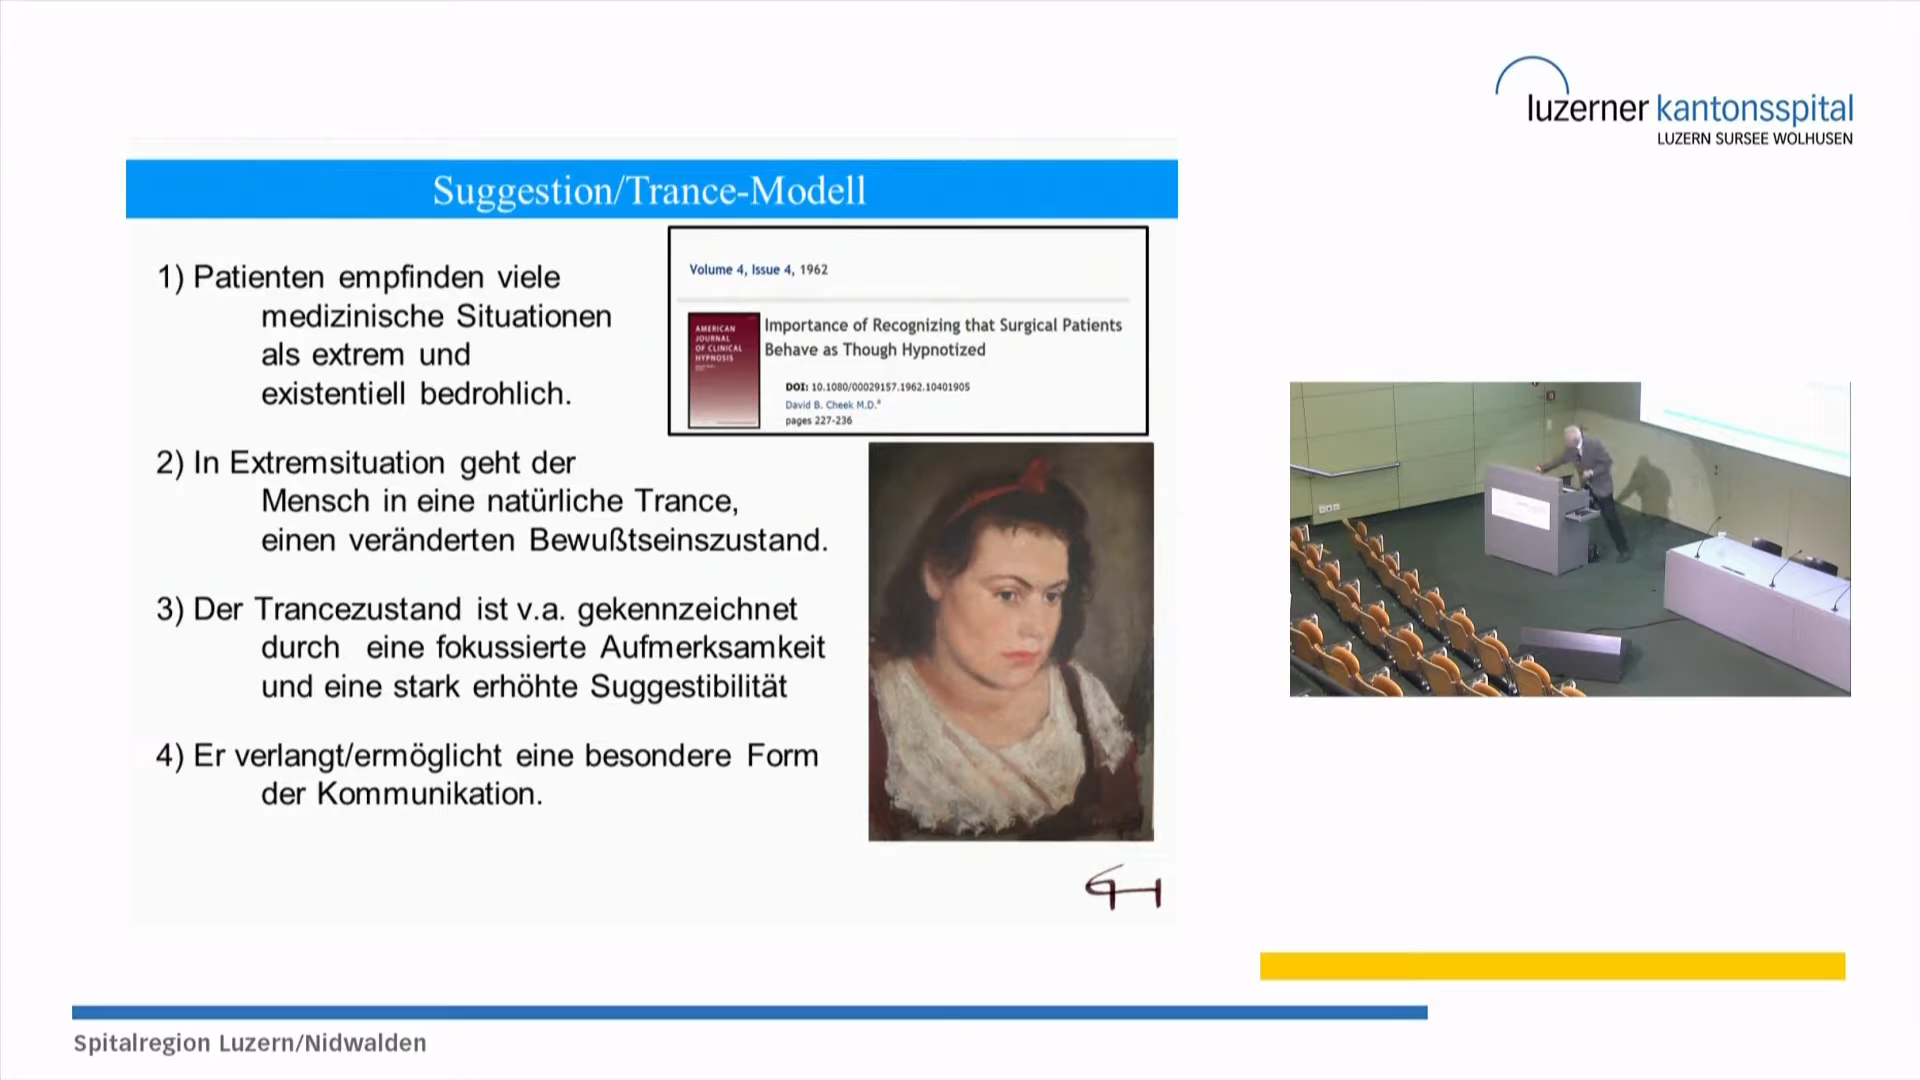 luzerner kantonsspital
LUZERN SURSEE WOLHUSEN
Suggestion/Trance-Modell
1) Patienten empfinden viele
medizinische Situationen
als extrem und
existentiell bedrohlich.
2) In Extremsituation geht der
Mensch in eine natürliche Trance,
einen veränderten Bewußtseinszustand.
3) Der Trancezustand ist v.a. gekennzeichnet
durch eine fokussierte Aufmerksamkeit
und eine stark erhöhte Suggestibilität
4) Er verlangt/ermöglicht eine besondere Form
der Kommunikation.
Volume 4, Issue 4, 1962
AMERICAN
JOURNAL
OF CLINICAL
HYPNOSIS
Importance of Recognizing that Surgical Patients
Behave as Though Hypnotized
DOI: 10.1080/00029157.1962.10401905
David B. Cheek M.D.ª
pages 227-236
Spitalregion Luzern/Nidwalden